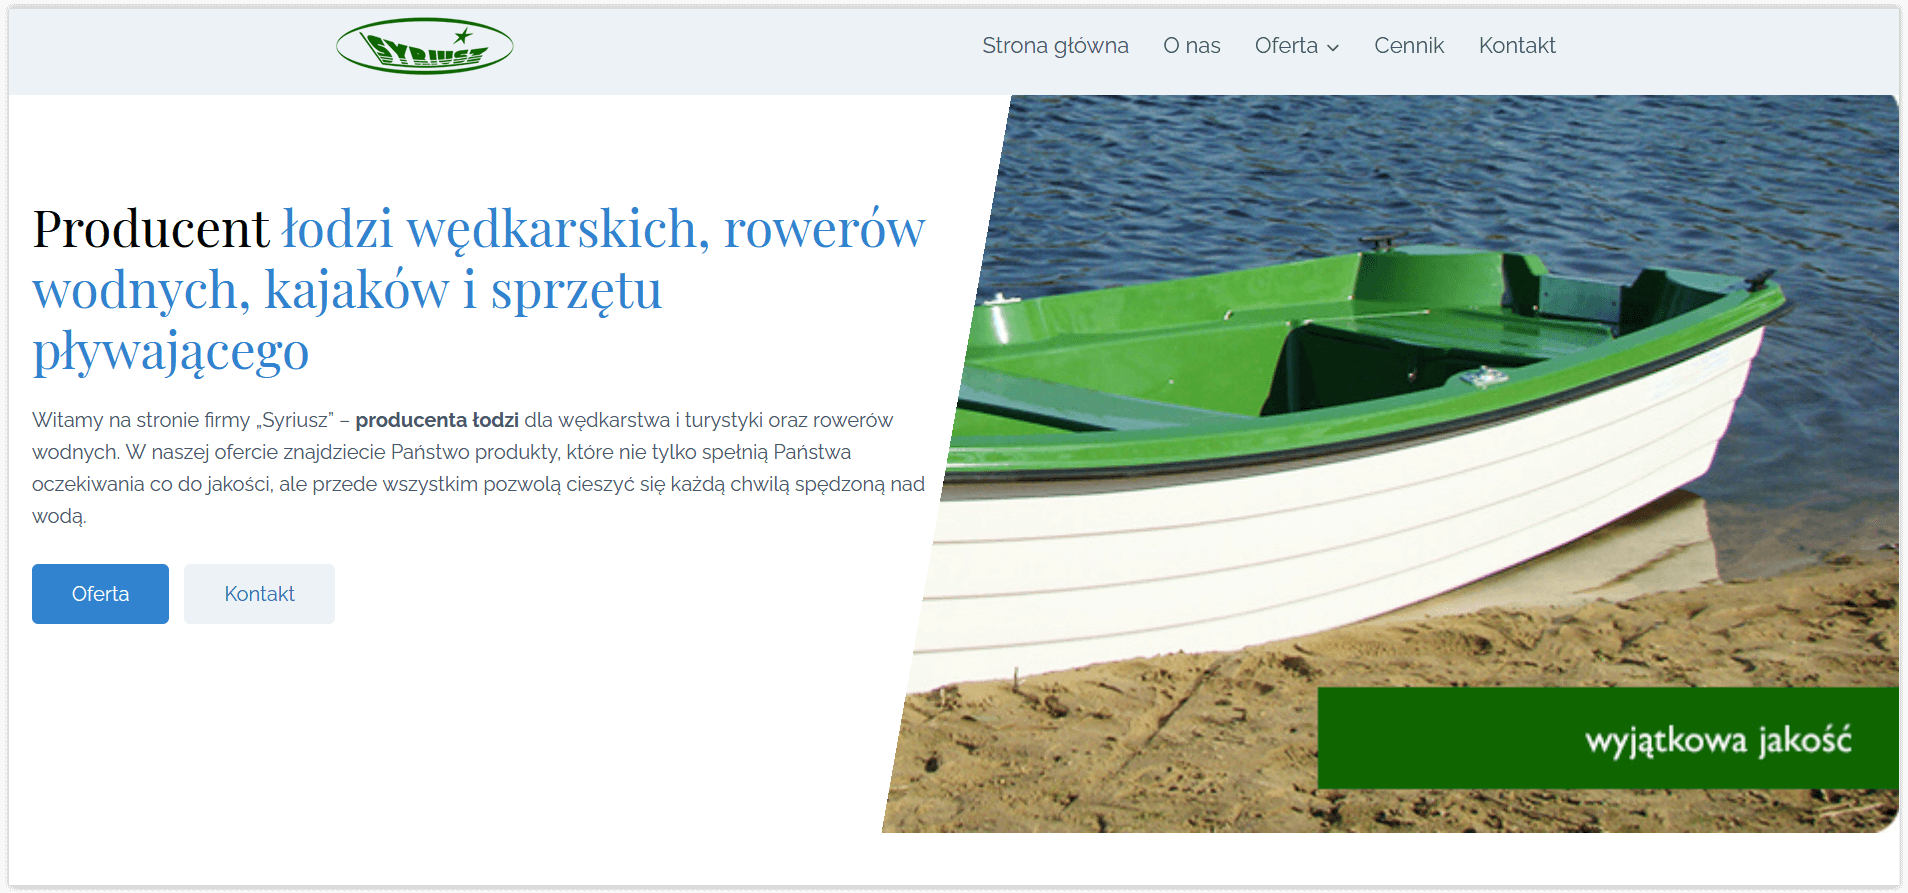 SYRIUSZ
Strona główna O nas Oferta Cennik Kontakt
Producent łodzi wędkarskich, rowerów
wodnych, kajaków i sprzętu
pływającego
Witamy na stronie firmy „Syriusz” – producenta łodzi dla wędkarstwa i turystyki oraz rowerów
wodnych. W naszej ofercie znajdziecie Państwo produkty, które nie tylko spełnią Państwa
oczekiwania co do jakości, ale przede wszystkim pozwolą cieszyć się każdą chwilą spędzoną nad
wodą.
Oferta Kontakt
wyjątkowa jakość